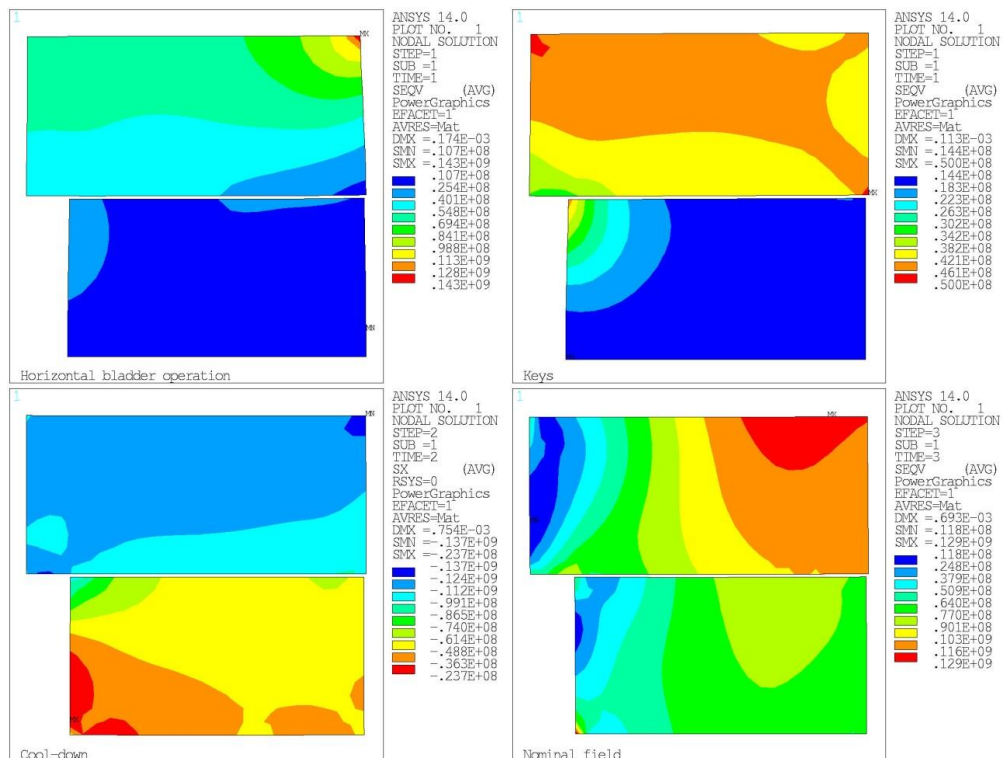 1
ANSYS 14.0
PLOT NO. 1
NODAL SOLUTION
STEP=1
SUB =1
TIME=1
SEQV (AVG)
PowerGraphics
EFACET=1
AVRES=Mat
DMX =.174E-03
SMN =.107E+08
SMX =.143E+09
.107E+08
.254E+08
.401E+08
.548E+08
.694E+08
.841E+08
.988E+08
.113E+09
.128E+09
.143E+09
MX
MN
Horizontal bladder operation
1
ANSYS 14.0
PLOT NO. 1
NODAL SOLUTION
STEP=1
SUB =1
TIME=1
SEQV (AVG)
PowerGraphics
EFACET=1
AVRES=Mat
DMX =.113E-03
SMN =.144E+08
SMX =.500E+08
.144E+08
.183E+08
.223E+08
.263E+08
.302E+08
.342E+08
.382E+08
.421E+08
.461E+08
.500E+08
MX
Keys
1
ANSYS 14.0
PLOT NO. 1
NODAL SOLUTION
STEP=2
SUB =1
TIME=2
SX (AVG)
RSYS=0
PowerGraphics
EFACET=1
AVRES=Mat
DMX =.754E-03
SMN =-.137E+09
SMX =-.237E+08
-.137E+09
-.124E+09
-.112E+09
-.991E+08
-.865E+08
-.740E+08
-.614E+08
-.488E+08
-.363E+08
-.237E+08
MN
MX
Cool-down
1
ANSYS 14.0
PLOT NO. 1
NODAL SOLUTION
STEP=3
SUB =1
TIME=3
SEQV (AVG)
PowerGraphics
EFACET=1
AVRES=Mat
DMX =.693E-03
SMN =.118E+08
SMX =.129E+09
.118E+08
.248E+08
.379E+08
.509E+08
.640E+08
.770E+08
.901E+08
.103E+09
.116E+09
.129E+09
MX
Nominal field